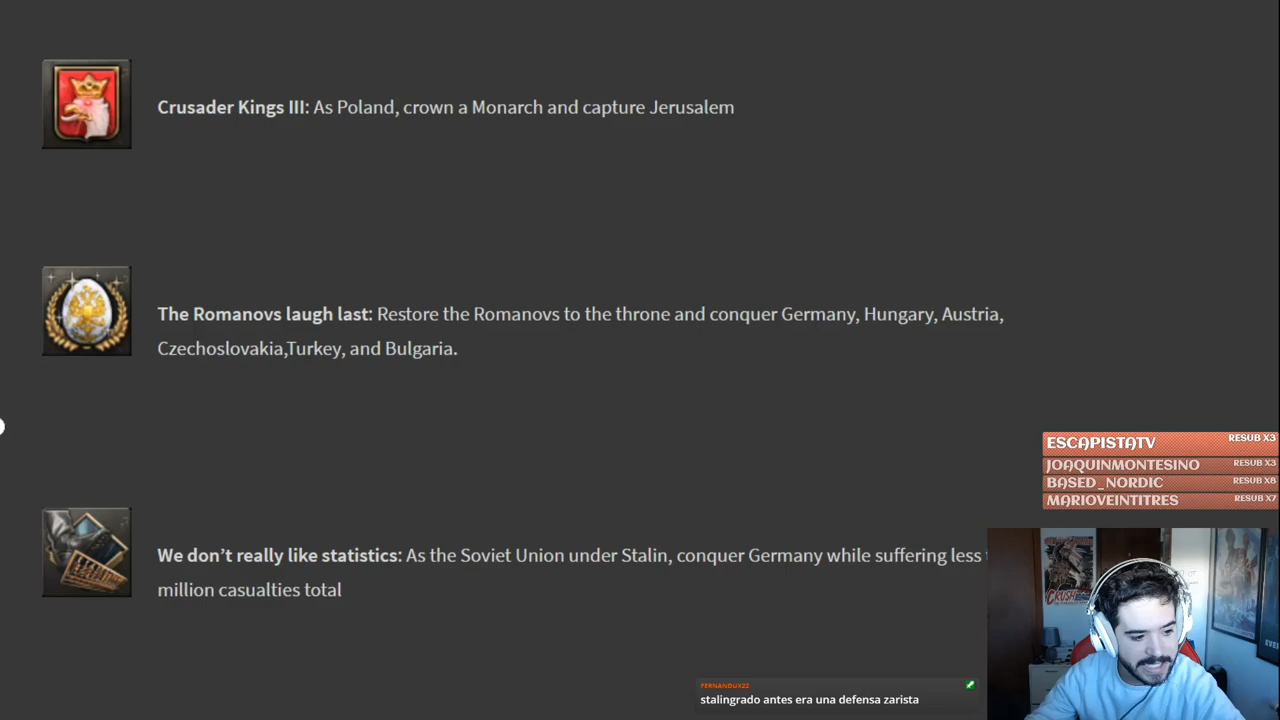 Crusader Kings III: As Poland, crown a Monarch and capture Jerusalem
The Romanovs laugh last: Restore the Romanovs to the throne and conquer Germany, Hungary, Austria,
Czechoslovakia,Turkey, and Bulgaria.
We don’t really like statistics: As the Soviet Union under Stalin, conquer Germany while suffering less
million casualties total
ESCAPISTATV RESUB X3
JOAQUINMONTESINO RESUB X3
BASED_NORDIC RESUB X6
MARIOVEINTITRES RESUB X7
CRUSH
FERNANDUX22
stalingrado antes era una defensa zarista